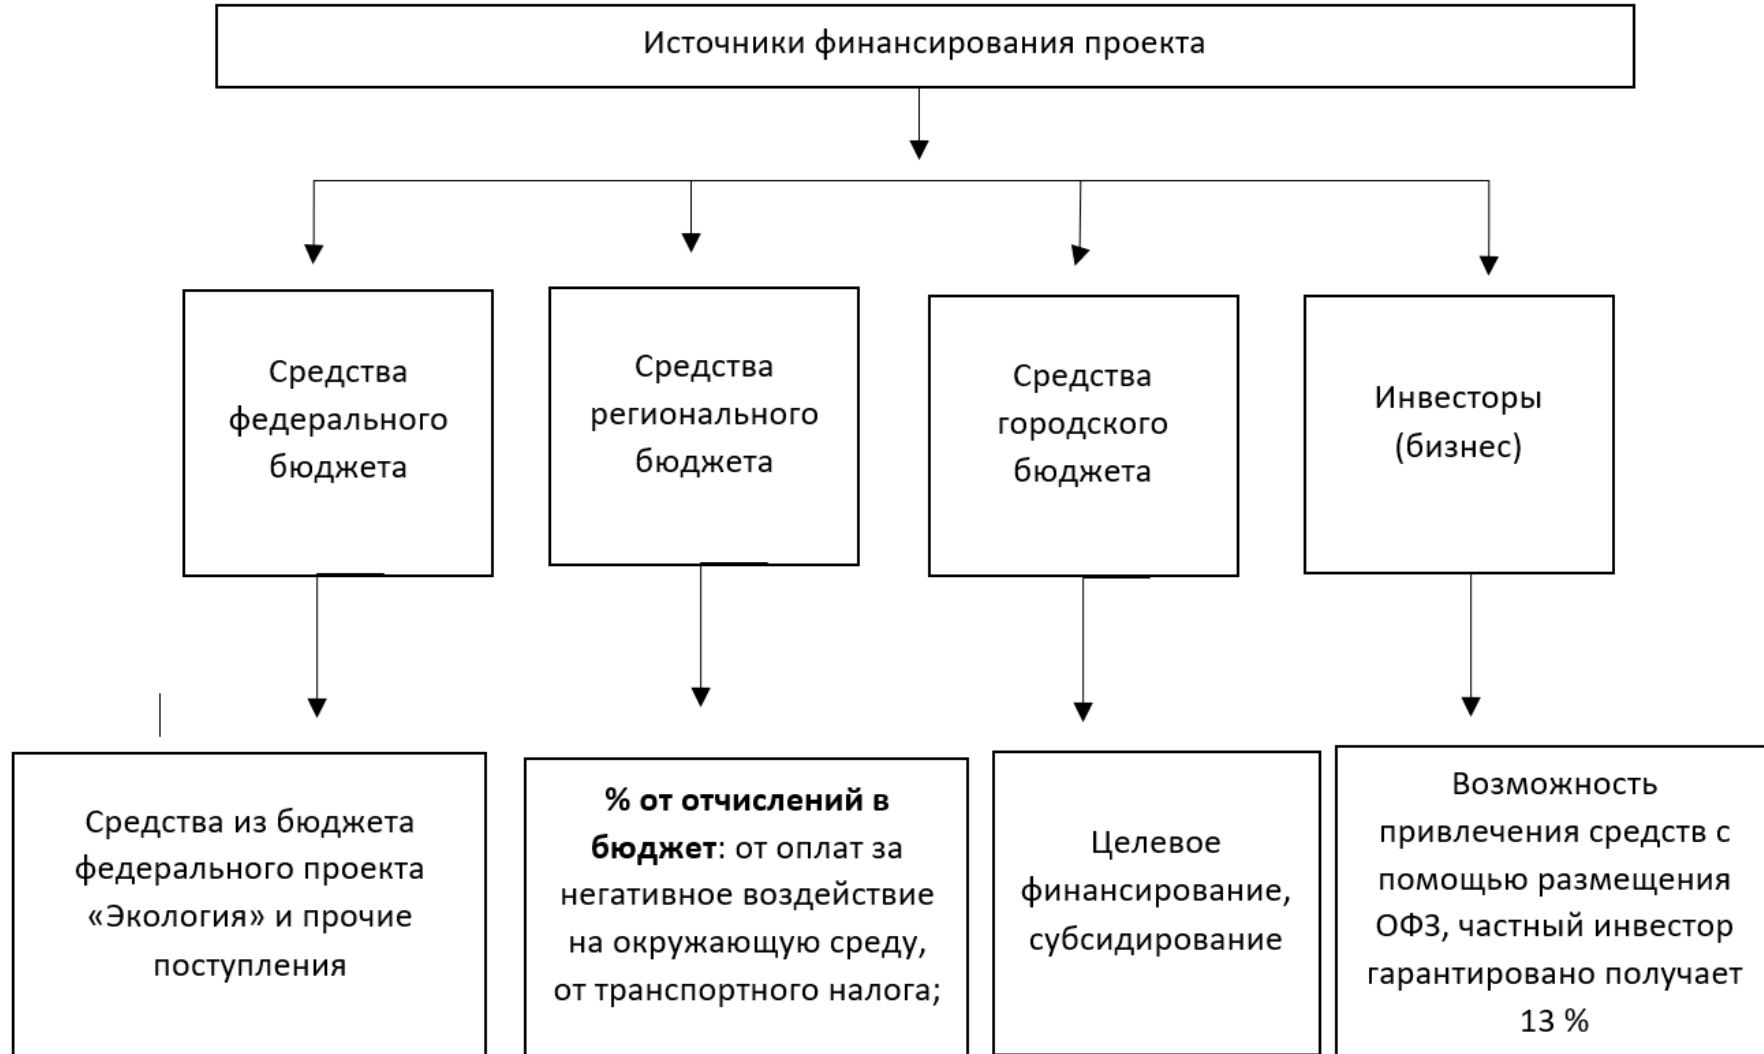 Источники финансирования проекта
Средства
федерального
бюджета
Средства
регионального
бюджета
Средства
городского
бюджета
Инвесторы
(бизнес)
Средства из бюджета
федерального проекта
«Экология» и прочие
поступления
% от отчислений в
бюджет: от оплат за
негативное воздействие
на окружающую среду,
от транспортного налога;
Целевое
финансирование,
субсидирование
Возможность
привлечения средств с
помощью размещения
ОФЗ, частный инвестор
гарантировано получает
13 %